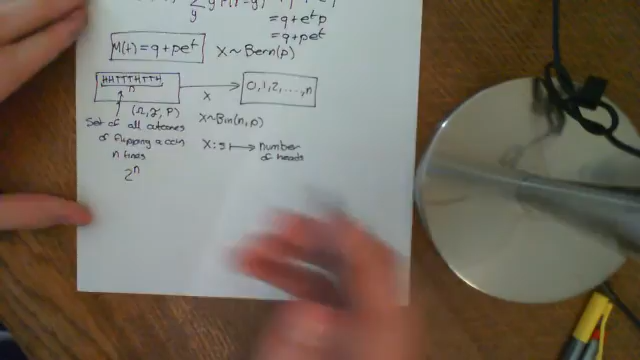 = q + e^t p
= q + pe^t
M(t) = q + pe^t   X ~ Bern(p)
HHTTTHTTH
n
X
0, 1, 2, ..., n
(Ω, F, P)   X ~ Bin(n, p)
Set of all outcomes
of flipping a coin
n times
2^n
X: s ↦ number
of heads